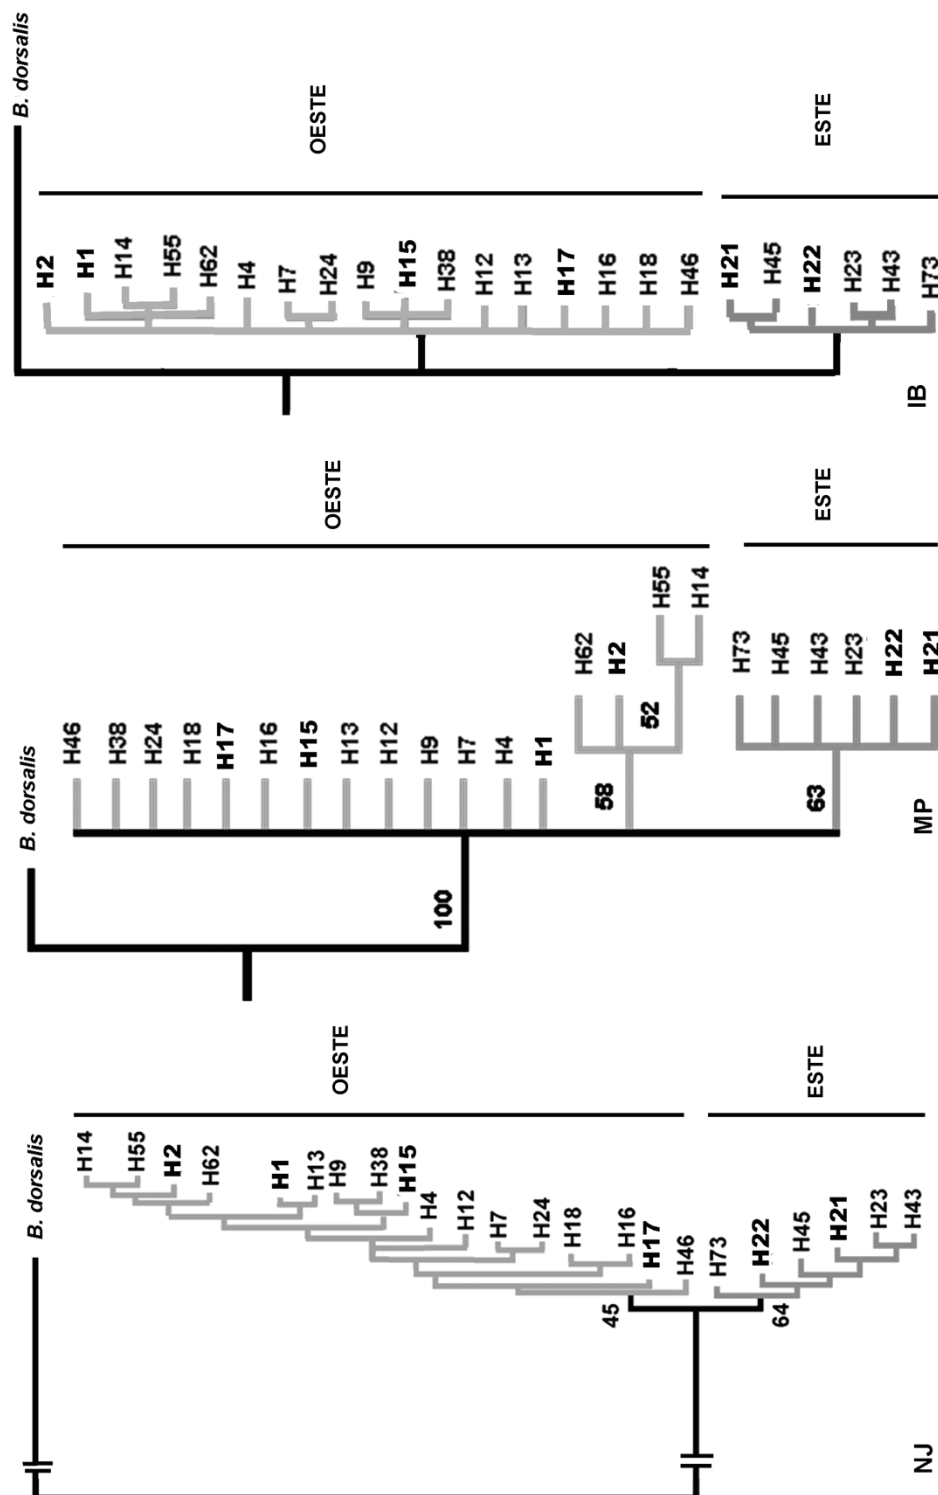 B. dorsalis
H2
H1
H14
H55
H62
H4
H7
H24
H9
H15
H38
H12
H13
H17
H16
H18
H46
OESTE
H21
H45
H22
H23
H43
H73
ESTE
IB
B. dorsalis
H46
H38
H24
H18
H17
H16
H15
H13
H12
H9
H7
H4
H1
H62
H2
H55
H14
OESTE
100
58
52
63
H73
H45
H43
H23
H22
H21
ESTE
MP
B. dorsalis
H14
H55
H2
H62
H1
H13
H9
H38
H15
H4
H12
H7
H24
H18
H16
H17
H46
OESTE
45
64
H73
H22
H45
H21
H23
H43
ESTE
NJ